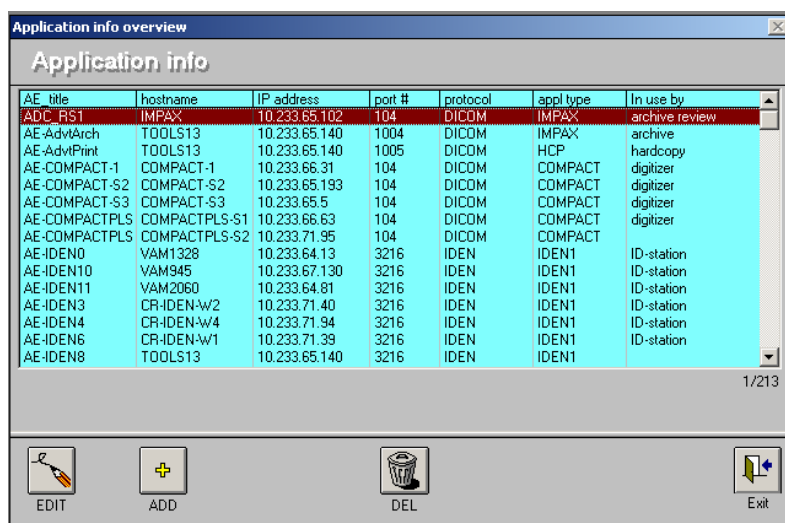 Application info overview
Application info
AE_title hostname IP address port # protocol appl type In use by
ADC_RS1 IMPAX 10.233.65.102 104 DICOM IMPAX archive review
AE-AdvtArch TOOLS13 10.233.65.140 1004 DICOM IMPAX archive
AE-AdvtPrint TOOLS13 10.233.65.140 1005 DICOM HCP hardcopy
AE-COMPACT-1 COMPACT-1 10.233.66.31 104 DICOM COMPACT digitizer
AE-COMPACT-S2 COMPACT-S2 10.233.65.193 104 DICOM COMPACT digitizer
AE-COMPACT-S3 COMPACT-S3 10.233.65.5 104 DICOM COMPACT digitizer
AE-COMPACTPLS COMPACTPLS-S1 10.233.66.63 104 DICOM COMPACT digitizer
AE-COMPACTPLS COMPACTPLS-S2 10.233.71.95 104 DICOM COMPACT
AE-IDEN0 VAM1328 10.233.64.13 3216 IDEN IDEN1 ID-station
AE-IDEN10 VAM945 10.233.67.130 3216 IDEN IDEN1 ID-station
AE-IDEN11 VAM2060 10.233.64.81 3216 IDEN IDEN1 ID-station
AE-IDEN3 CR-IDEN-W2 10.233.71.40 3216 IDEN IDEN1 ID-station
AE-IDEN4 CR-IDEN-W4 10.233.71.94 3216 IDEN IDEN1 ID-station
AE-IDEN6 CR-IDEN-W1 10.233.71.39 3216 IDEN IDEN1 ID-station
AE-IDEN8 TOOLS13 10.233.65.140 3216 IDEN IDEN1
1/213
EDIT ADD DEL Exit